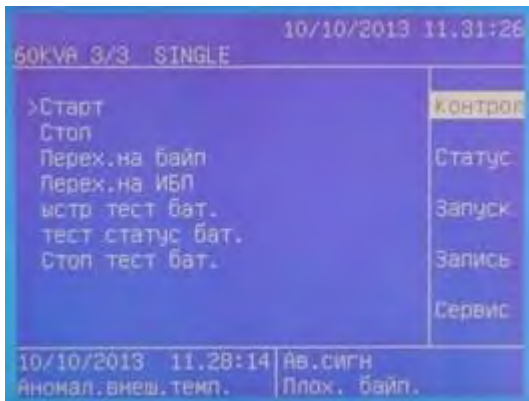 10/10/2013 11.31:26
60KVA 3/3 SINGLE
>Старт
Стоп
Перех.на байп
Перех.на ИБП
ыстр тест бат.
тест статус бат.
Стоп тест бат.
Контрол
Статус
Запуск
Запись
Сервис
10/10/2013 11.28:14
Аномал.внеш.темп.
Ав.сигн
Плох. байп.